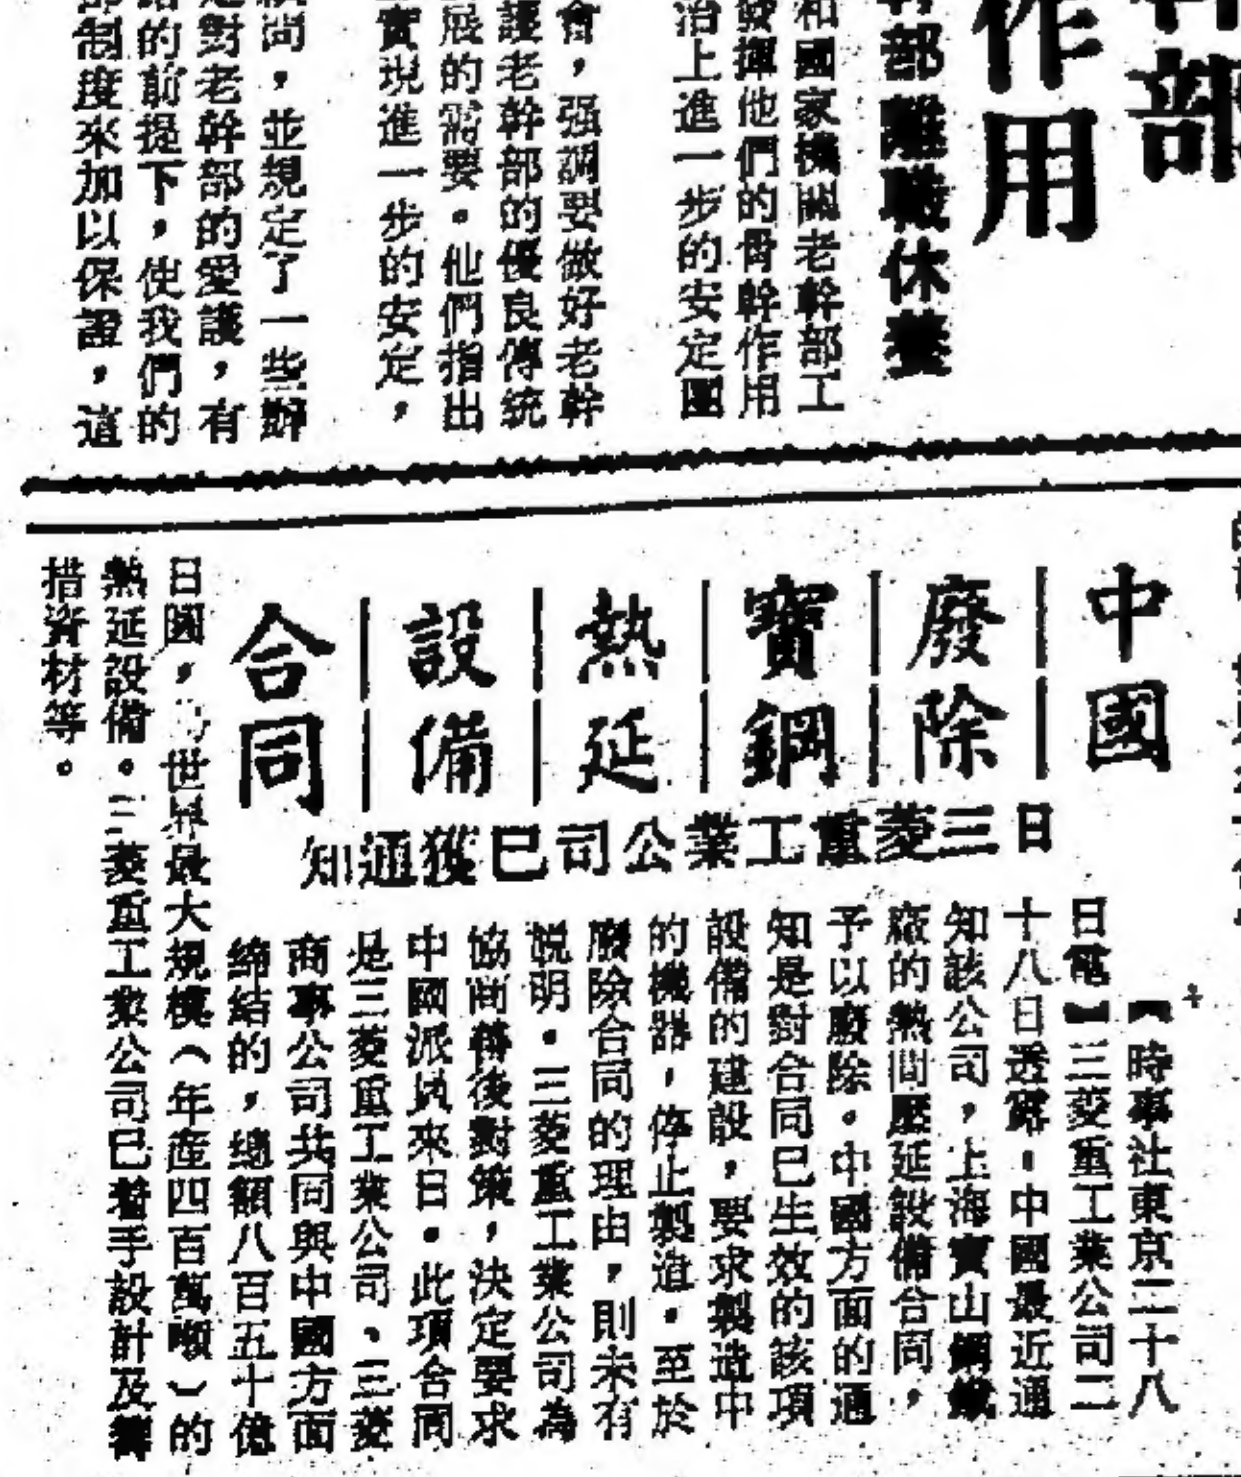 幹部
作用
幹部離職休養
和國家機關老幹部工
發揮他們的骨幹作用
治上進一步的安定團
會，强調要做好老幹
護老幹部的優良傳統
展的需要。他們指出
實現進一步的安定，
尚，並規定了一些辦
對老幹部的愛護，有
的前提下，使我們的
制度來加以保證，這
中國
廢除
寶鋼
熱延
設備
合同
日三菱重工業公司已獲通知
【時事社東京二十八
日電】三菱重工業公司二
十八日透露，中國最近通
知該公司，上海寶山鋼鐵
廠的熱間壓延設備合同，
予以廢除。中國方面的通
知是對合同已生效的該項
設備的建設，要求製造中
的機器，停止製造。至於
廢除合同的理由，則未有
說明。三菱重工業公司為
協商善後對策，決定要求
中國派員來日。此項合同
是三菱重工業公司、三菱
商事公司共同與中國方面
締結的，總額八百五十億
日圓，為世界最大規模（年産四百萬噸）的
熱延設備。三菱重工業公司已着手設計及籌
措資材等。